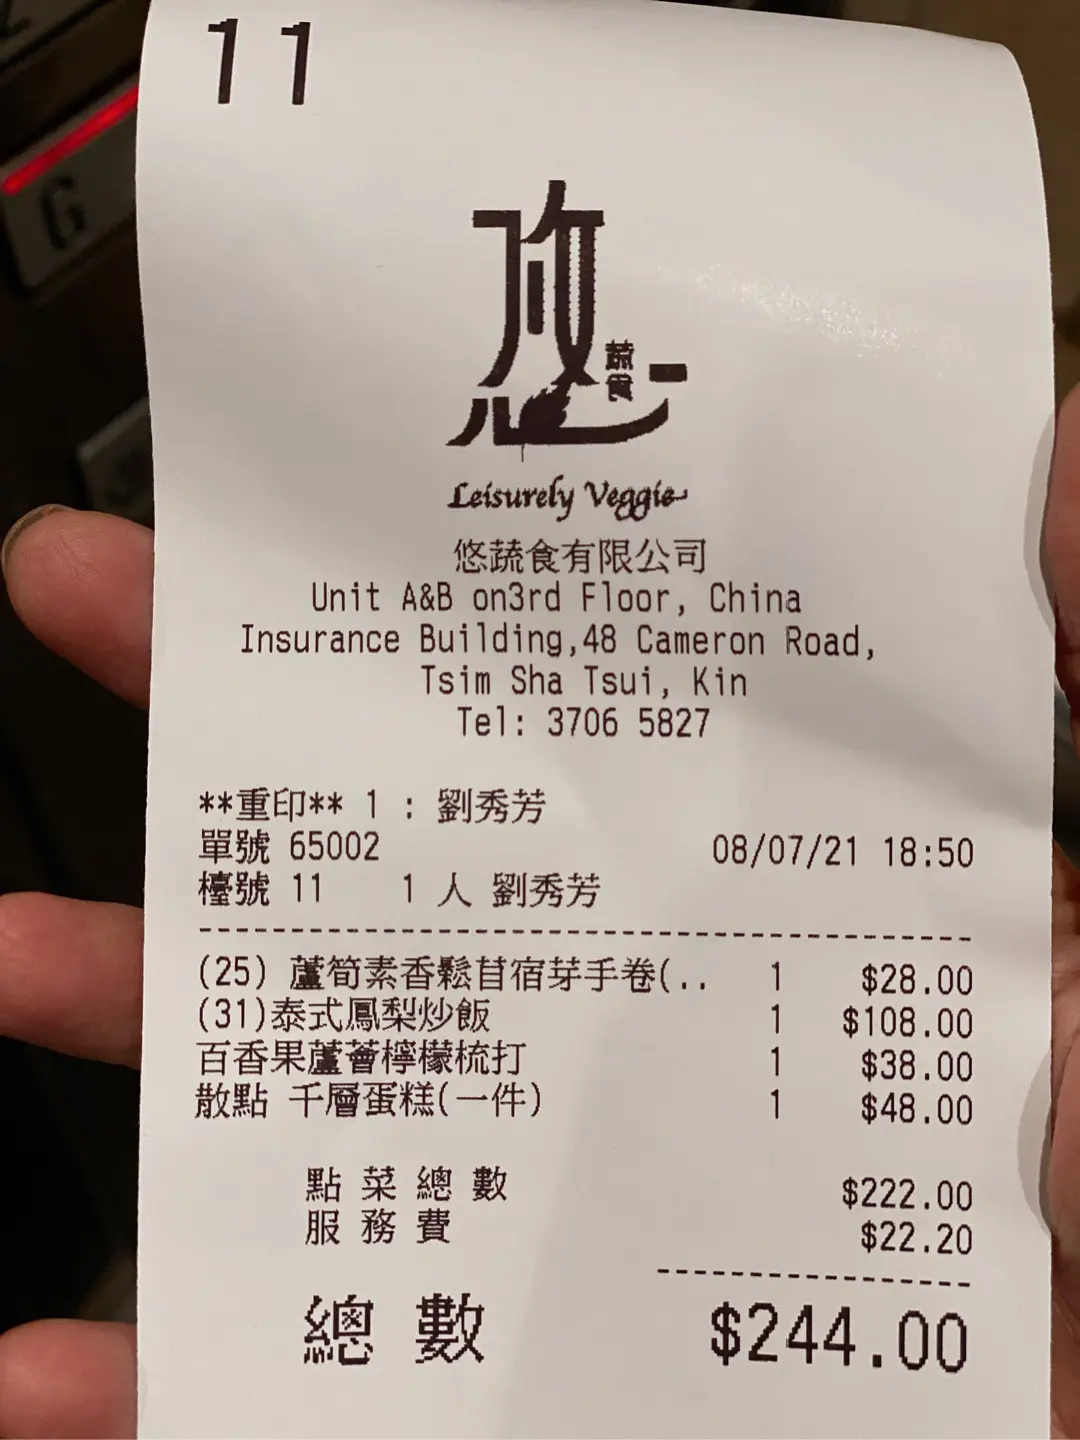 11
悠
蔬食
Leisurely Veggie
悠蔬食有限公司
Unit A&B on3rd Floor, China
Insurance Building,48 Cameron Road,
Tsim Sha Tsui, Kin
Tel: 3706 5827
**重印** 1 : 劉秀芳
單號 65002 08/07/21 18:50
檯號 11 1 人 劉秀芳
(25) 蘆筍素香鬆苜宿芽手卷(.. 1 $28.00
(31)泰式鳳梨炒飯 1 $108.00
百香果蘆薈檸檬梳打 1 $38.00
散點 千層蛋糕(一件) 1 $48.00
點菜總數 $222.00
服務費 $22.20
總數 $244.00
G